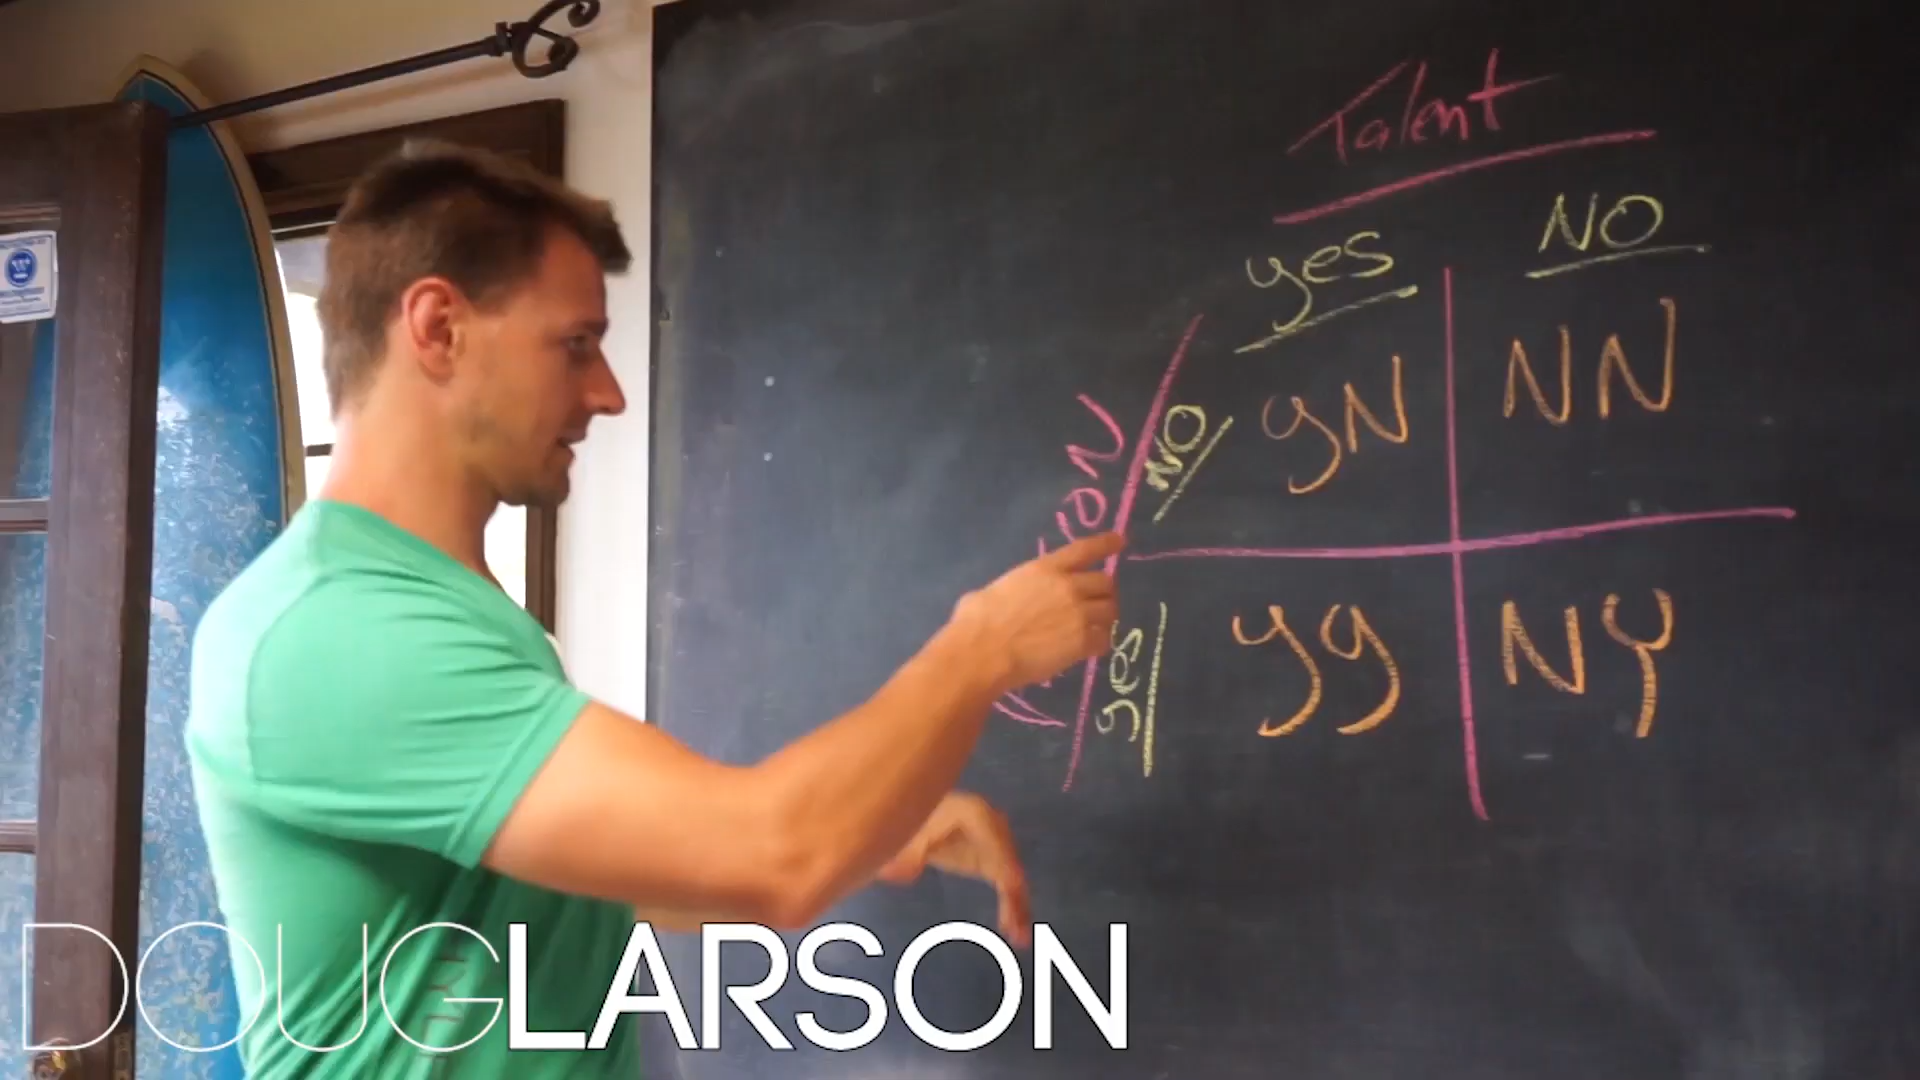 Talent
yes NO
NO yN NN
yes yy NY
DOUGLARSON